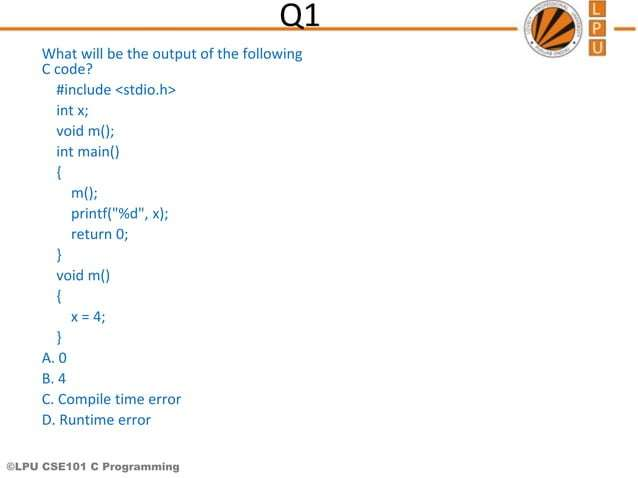 Q1
L
P
U
What will be the output of the following
C code?
#include <stdio.h>
int x;
void m();
int main()
{
m();
printf("%d", x);
return 0;
}
void m()
{
x = 4;
}
A. 0
B. 4
C. Compile time error
D. Runtime error
©LPU CSE101 C Programming